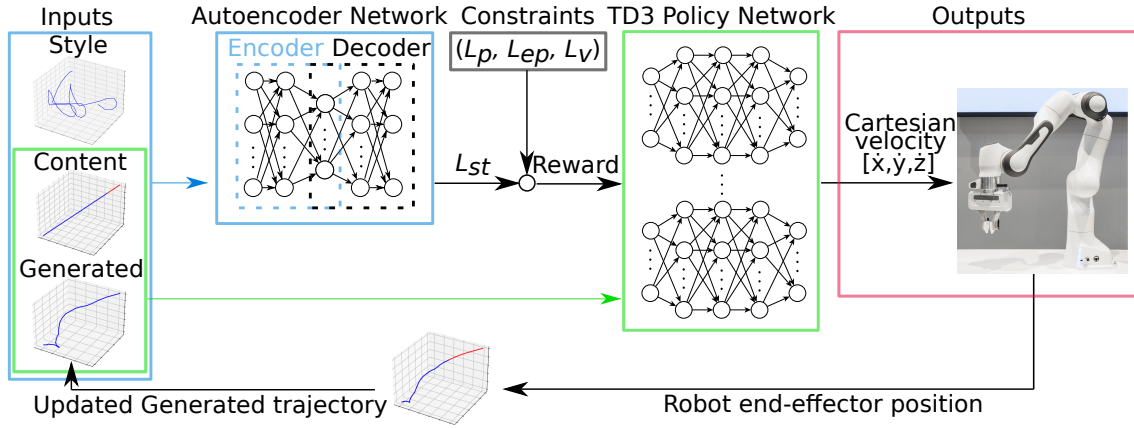 Inputs
Autoencoder Network
Constraints
TD3 Policy Network
Outputs
Style
Encoder Decoder
(Lp, Lep, Lv)
Content
Lst
Reward
Cartesian
velocity
[ẋ,ẏ,ż]
Generated
Updated Generated trajectory
Robot end-effector position